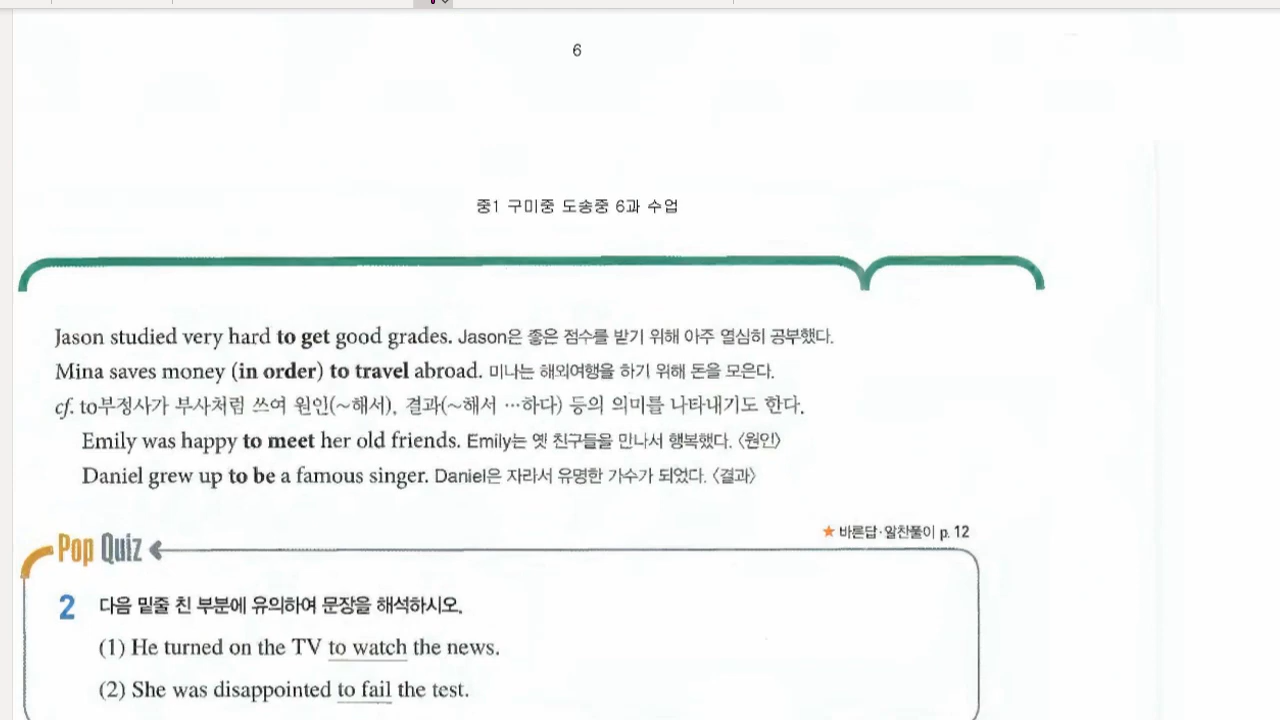 6
중1 구미중 도송중 6과 수업
Jason studied very hard to get good grades. Jason은 좋은 점수를 받기 위해 아주 열심히 공부했다.
Mina saves money (in order) to travel abroad. 미나는 해외여행을 하기 위해 돈을 모은다.
cf. to부정사가 부사처럼 쓰여 원인(~해서), 결과(~해서 …하다) 등의 의미를 나타내기도 한다.
Emily was happy to meet her old friends. Emily는 옛 친구들을 만나서 행복했다. 〈원인〉
Daniel grew up to be a famous singer. Daniel은 자라서 유명한 가수가 되었다. 〈결과〉
★ 바른답·알찬풀이 p. 12
Pop Quiz
2 다음 밑줄 친 부분에 유의하여 문장을 해석하시오.
(1) He turned on the TV to watch the news.
(2) She was disappointed to fail the test.